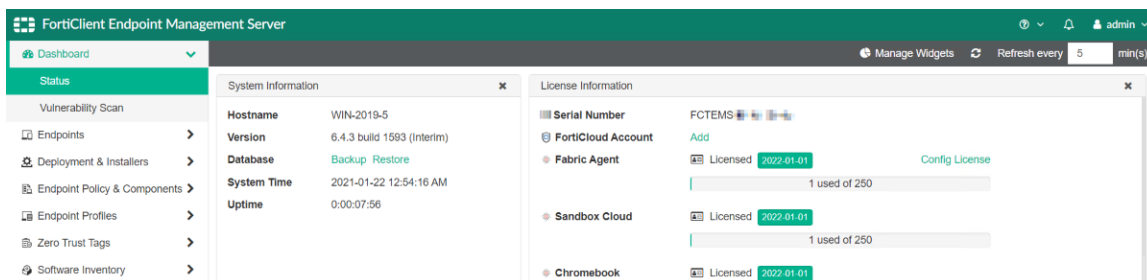 FortiClient Endpoint Management Server
admin
Dashboard
Manage Widgets Refresh every 5 min(s)
Status
Vulnerability Scan
Endpoints
Deployment & Installers
Endpoint Policy & Components
Endpoint Profiles
Zero Trust Tags
Software Inventory
System Information
Hostname WIN-2019-5
Version 6.4.3 build 1593 (Interim)
Database Backup Restore
System Time 2021-01-22 12:54:16 AM
Uptime 0:00:07:56
License Information
Serial Number FCTEMS
FortiCloud Account Add
Fabric Agent Licensed 2022-01-01 Config License
1 used of 250
Sandbox Cloud Licensed 2022-01-01
1 used of 250
Chromebook Licensed 2022-01-01